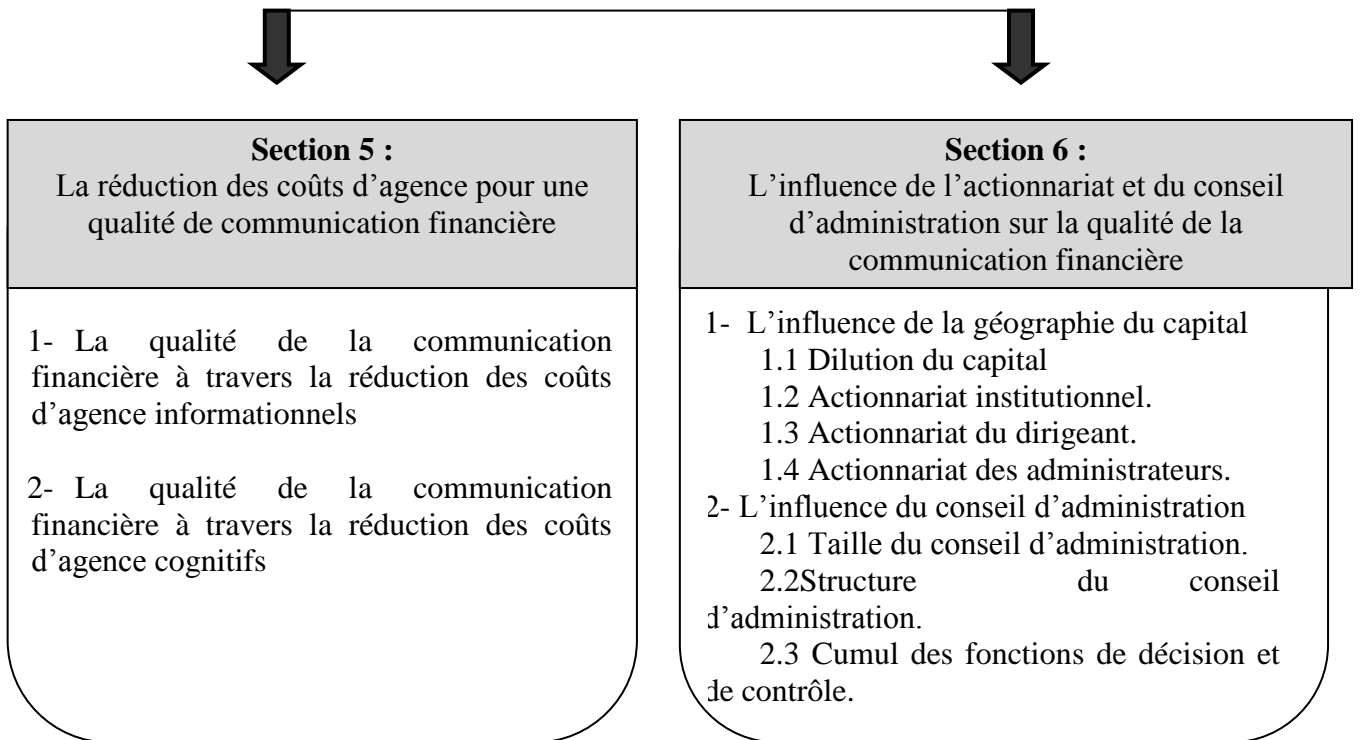 Section 5 :
La réduction des coûts d’agence pour une
qualité de communication financière
1- La qualité de la communication
financière à travers la réduction des coûts
d’agence informationnels
2- La qualité de la communication
financière à travers la réduction des coûts
d’agence cognitifs
Section 6 :
L’influence de l’actionnariat et du conseil
d’administration sur la qualité de la
communication financière
1- L’influence de la géographie du capital
1.1 Dilution du capital
1.2 Actionnariat institutionnel.
1.3 Actionnariat du dirigeant.
1.4 Actionnariat des administrateurs.
2- L’influence du conseil d’administration
2.1 Taille du conseil d’administration.
2.2Structure du conseil
d’administration.
2.3 Cumul des fonctions de décision et
de contrôle.